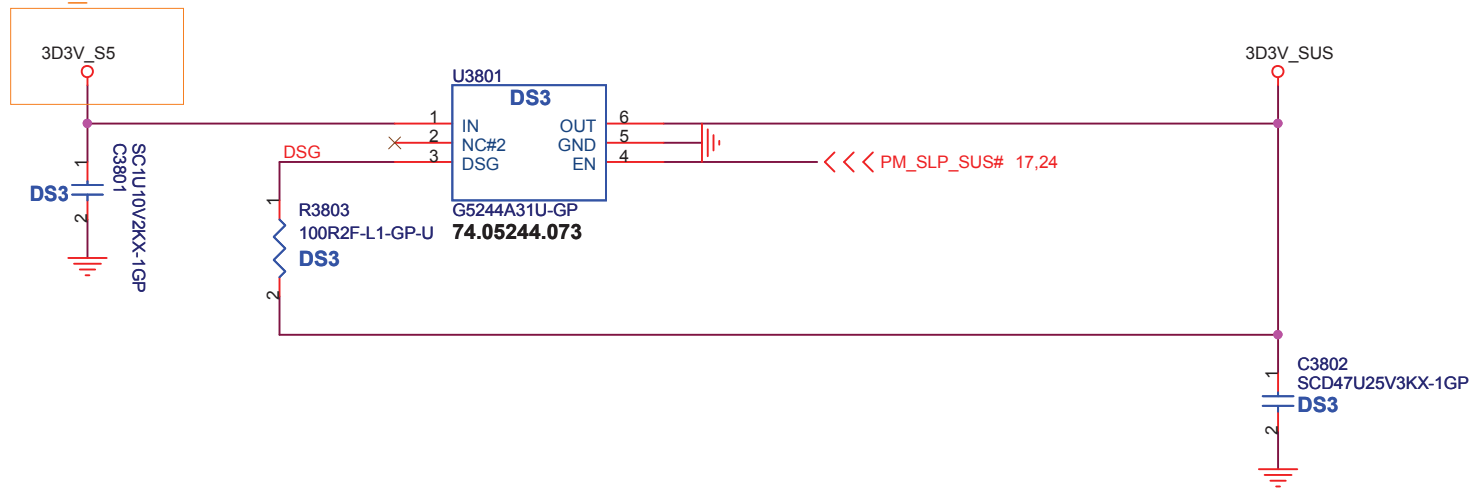 3D3V_S5
3D3V_SUS
U3801
DS3
1
IN
OUT
6
2
NC#2
GND
5
3
DSG
EN
4
DSG
PM_SLP_SUS# 17,24
G5244A31U-GP
74.05244.073
1
2
DS3
C3801
SC1U10V2KX-1GP
1
2
R3803
100R2F-L1-GP-U
DS3
1
2
C3802
SCD47U25V3KX-1GP
DS3